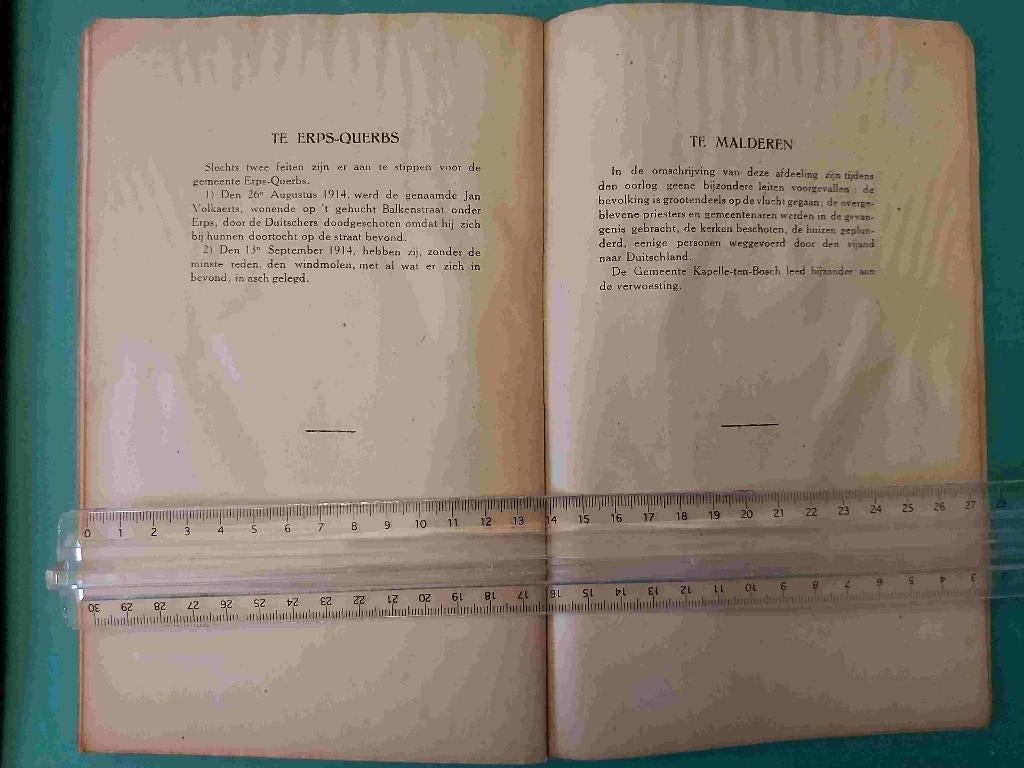 TE ERPS-QUERBS
Slechts twee feiten zijn er aan te stippen voor de
gemeente Erps-Querbs.
1) Den 26ⁿ Augustus 1914, werd de genaamde Jan
Volkaerts, wonende op 't gehucht Balkenstraat onder
Erps, door de Duitschers doodgeschoten omdat hij zich
bij hunnen doortocht op de straat bevond.
2) Den 13ⁿ September 1914, hebben zij, zonder de
minste reden, den windmolen, met al wat er zich in
bevond, in asch gelegd.
TE MALDEREN
In de omschrijving van deze afdeeling zijn tijdens
den oorlog geene bijzondere feiten voorgevallen : de
bevolking is grootendeels op de vlucht gegaan; de overge-
blevene priesters en gemeentenaren werden in de gevan-
genis gebracht, de kerken beschoten, de huizen geplun-
derd, eenige personen weggevoerd door den vijand
naar Duitschland.
De Gemeente Kapelle-ten-Bosch leed bijzonder aan
de verwoesting.
0 1 2 3 4 5 6 7 8 9 10 11 12 13 14 15 16 17 18 19 20 21 22 23 24 25 26 27 28
30 29 28 27 26 25 24 23 22 21 20 19 18 17 16 15 14 13 12 11 10 9 8 7 6 5 4 3